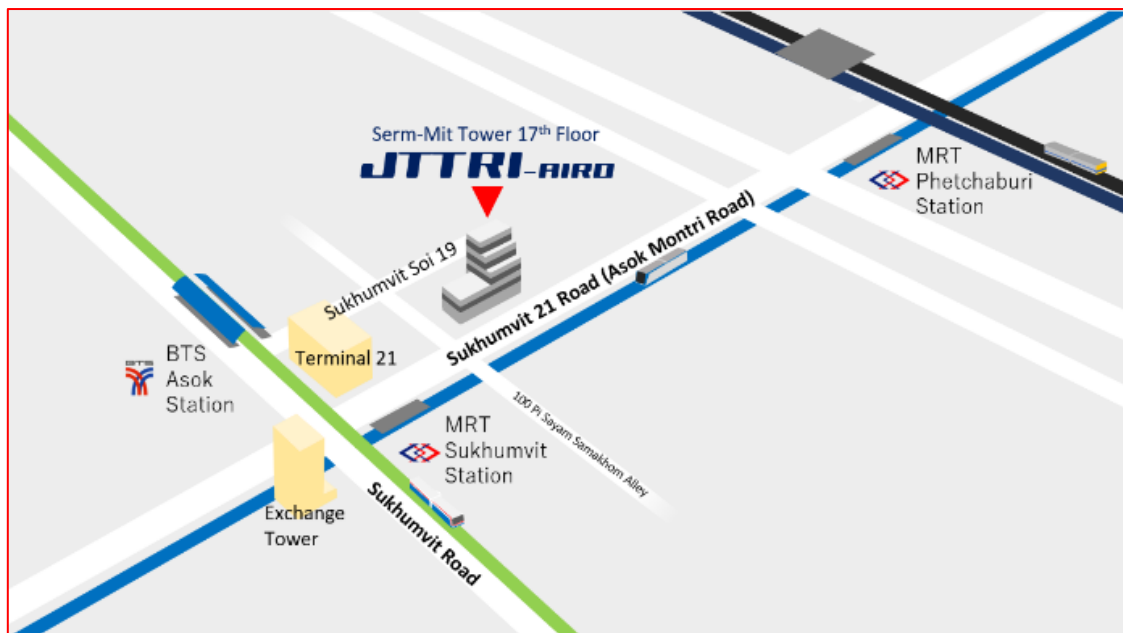 Serm-Mit Tower 17th Floor
JTTRI-AIRO
MRT
Phetchaburi
Station
Sukhumvit Soi 19
Sukhumvit 21 Road (Asok Montri Road)
BTS
BTS
Asok
Station
Terminal 21
100 Pi Sayam Samakhom Alley
MRT
Sukhumvit
Station
Exchange
Tower
Sukhumvit Road